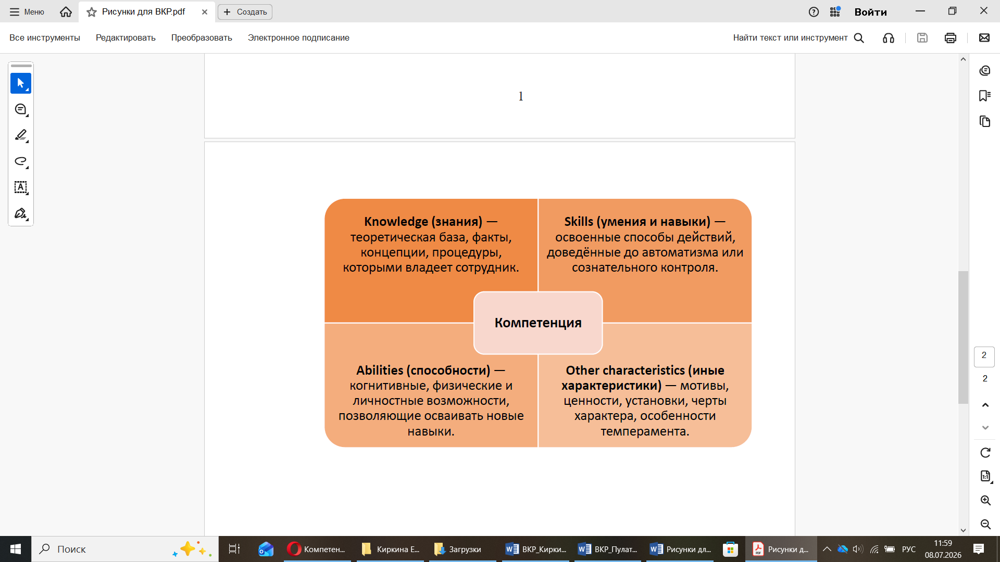 Меню
Рисунки для ВКР.pdf
Создать
Войти
Все инструменты
Редактировать
Преобразовать
Электронное подписание
Найти текст или инструмент
1
Knowledge (знания) —
теоретическая база, факты,
концепции, процедуры,
которыми владеет сотрудник.
Skills (умения и навыки) —
освоенные способы действий,
доведённые до автоматизма или
сознательного контроля.
Компетенция
Abilities (способности) —
когнитивные, физические и
личностные возможности,
позволяющие осваивать новые
навыки.
Other characteristics (иные
характеристики) — мотивы,
ценности, установки, черты
характера, особенности
темперамента.
2
2
Поиск
Компетен...
Киркина Е...
Загрузки
ВКР_Кирки...
ВКР_Пулат...
Рисунки дл...
Рисунки д...
РУС
11:59
08.07.2026